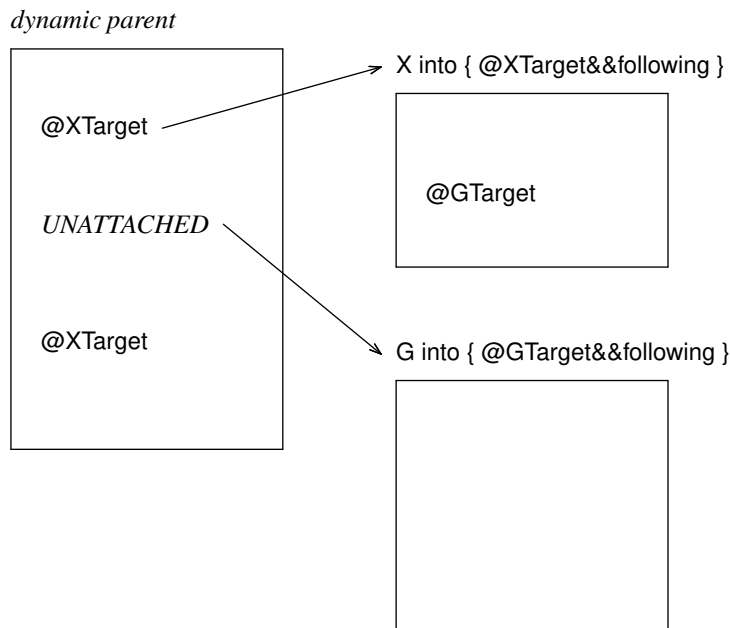 dynamic parent
X into { @XTarget&&following }
@XTarget
@GTarget
UNATTACHED
@XTarget
G into { @GTarget&&following }